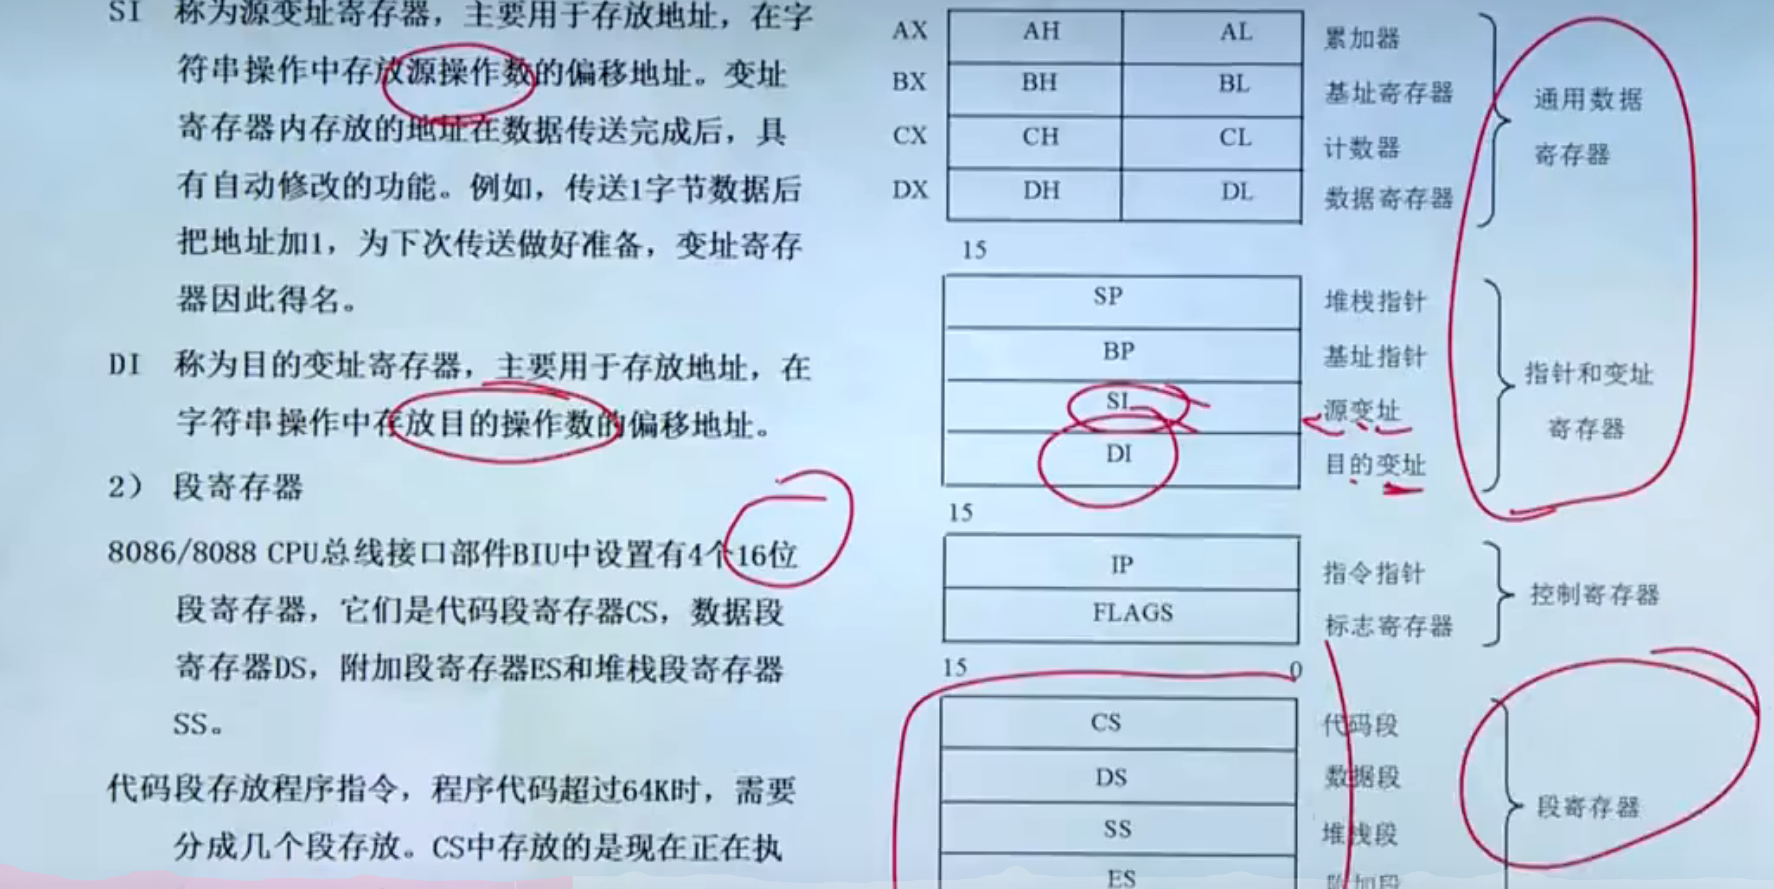 SI 称为源变址寄存器，主要用于存放地址，在字
符串操作中存放源操作数的偏移地址。变址
寄存器内存放的地址在数据传送完成后，具
有自动修改的功能。例如，传送1字节数据后
把地址加1，为下次传送做好准备，变址寄存
器因此得名。
DI 称为目的变址寄存器，主要用于存放地址，在
字符串操作中存放目的操作数的偏移地址。
2） 段寄存器
8086/8088 CPU总线接口部件BIU中设置有4个16位
段寄存器，它们是代码段寄存器CS，数据段
寄存器DS，附加段寄存器ES和堆栈段寄存器
SS。
代码段存放程序指令，程序代码超过64K时，需要
分成几个段存放。CS中存放的是现在正在执
AX AH AL 累加器
BX BH BL 基址寄存器
CX CH CL 计数器
DX DH DL 数据寄存器
通用数据
寄存器
15
SP 堆栈指针
BP 基址指针
SI 源变址
DI 目的变址
指针和变址
寄存器
15
IP 指令指针
FLAGS 标志寄存器
控制寄存器
15 0
CS 代码段
DS 数据段
SS 堆栈段
ES 附加段
段寄存器